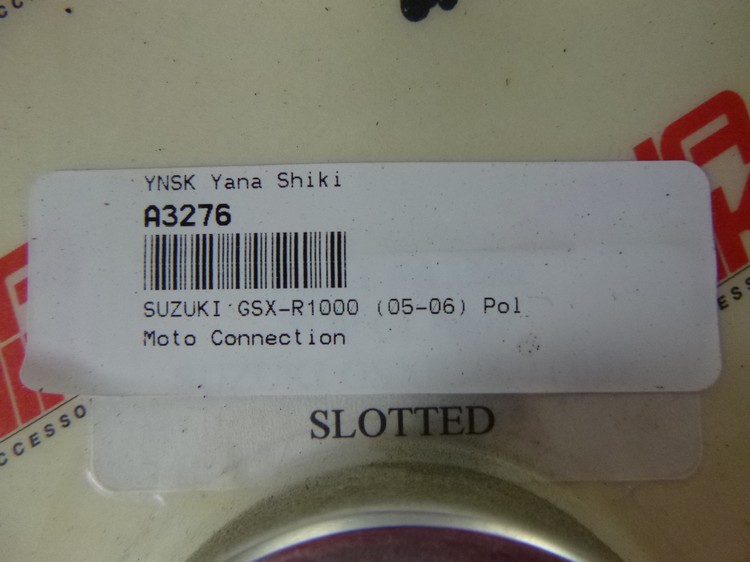 YNSK Yana Shiki
A3276
SUZUKI GSX-R1000 (05-06) Pol
Moto Connection
SLOTTED